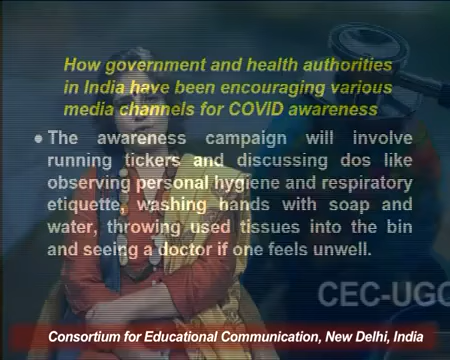 How government and health authorities
in India have been encouraging various
media channels for COVID awareness
● The awareness campaign will involve
running tickers and discussing dos like
observing personal hygiene and respiratory
etiquette, washing hands with soap and
water, throwing used tissues into the bin
and seeing a doctor if one feels unwell.
CEC-UGC
Consortium for Educational Communication, New Delhi, India